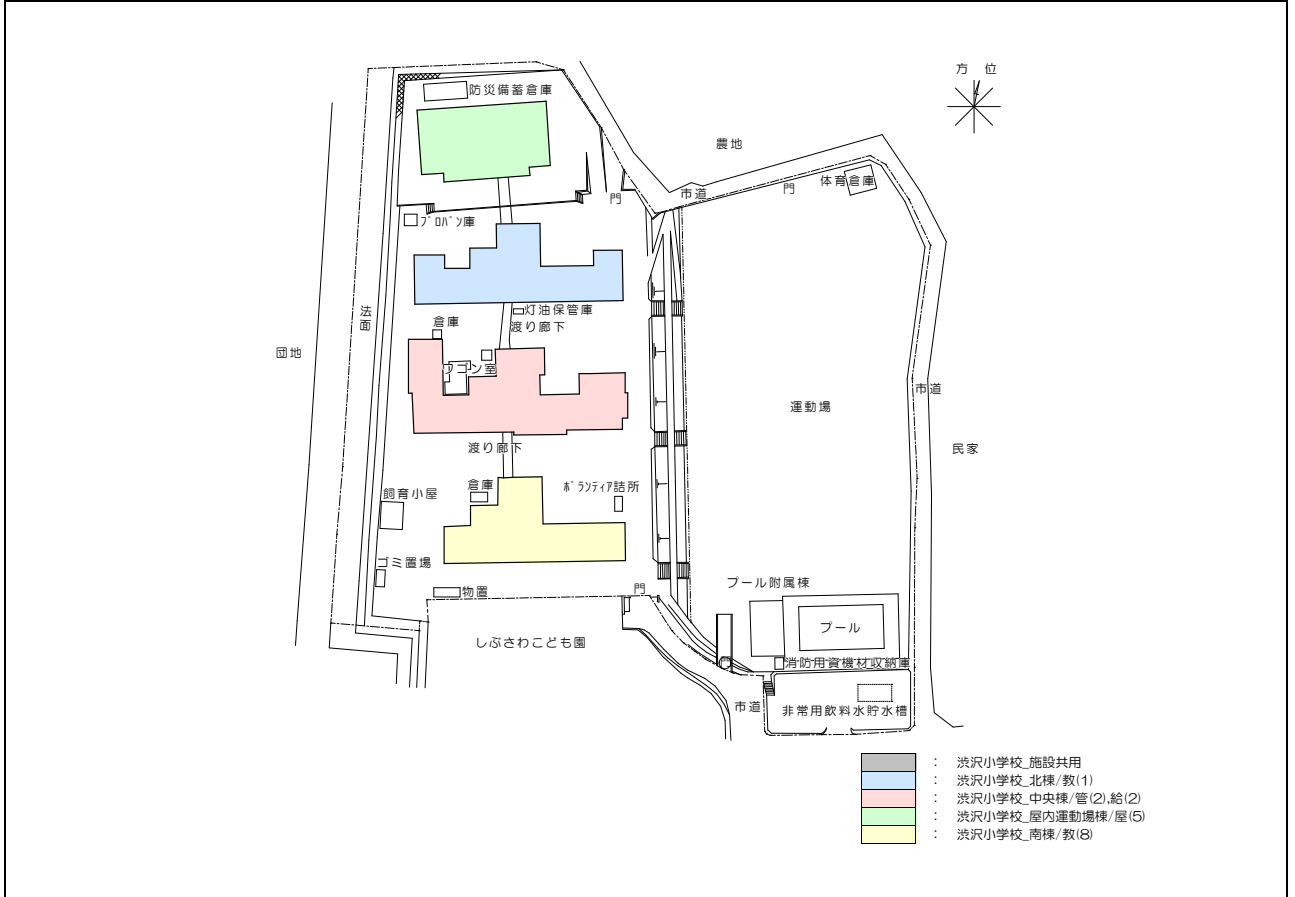 方　位
防災備蓄倉庫
農地
体育倉庫
市道
門
門
ﾌﾟﾛﾊﾟﾝ庫
法面
灯油保管庫
倉庫
渡り廊下
団地
ワゴン室
市道
運動場
渡り廊下
民家
倉庫
ﾎﾞﾗﾝﾃｨｱ詰所
飼育小屋
ゴミ置場
プール附属棟
門
物置
プール
しぶさわこども園
消防用資機材収納庫
市道
非常用飲料水貯水槽
： 渋沢小学校_施設共用
： 渋沢小学校_北棟/教(1)
： 渋沢小学校_中央棟/管(2),給(2)
： 渋沢小学校_屋内運動場棟/屋(5)
： 渋沢小学校_南棟/教(8)